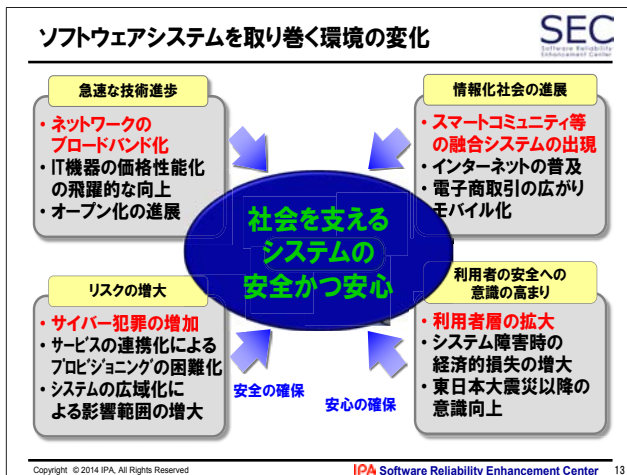 ソフトウェアシステムを取り巻く環境の変化
SEC
Software Reliability
Enhancement Center
急速な技術進歩
・ネットワークの
ブロードバンド化
・IT機器の価格性能化
の飛躍的な向上
・オープン化の進展
情報化社会の進展
・スマートコミュニティ等
の融合システムの出現
・インターネットの普及
・電子商取引の広がり
モバイル化
社会を支える
システムの
安全かつ安心
リスクの増大
・サイバー犯罪の増加
・サービスの連携化による
プロビジョニングの困難化
・システムの広域化に
よる影響範囲の増大
利用者の安全への
意識の高まり
・利用者層の拡大
・システム障害時の
経済的損失の増大
・東日本大震災以降の
意識向上
安全の確保
安心の確保
Copyright © 2014 IPA, All Rights Reserved
IPA Software Reliability Enhancement Center
13